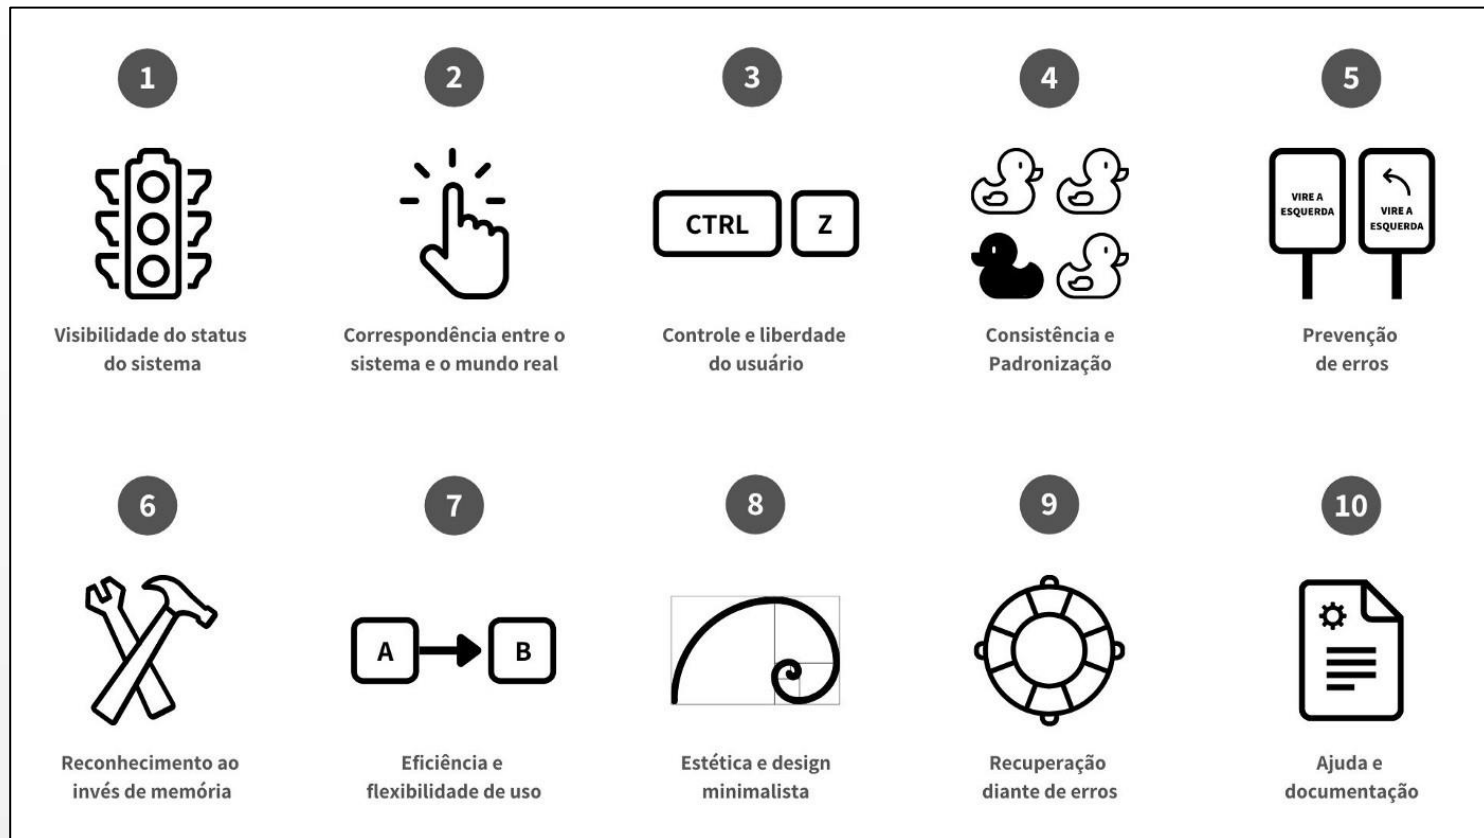 1
2
3
4
5
CTRL
Z
VIRE A
ESQUERDA
VIRE A
ESQUERDA
Visibilidade do status
do sistema
Correspondência entre o
sistema e o mundo real
Controle e liberdade
do usuário
Consistência e
Padronização
Prevenção
de erros
6
7
8
9
10
A
B
Reconhecimento ao
invés de memória
Eficiência e
flexibilidade de uso
Estética e design
minimalista
Recuperação
diante de erros
Ajuda e
documentação